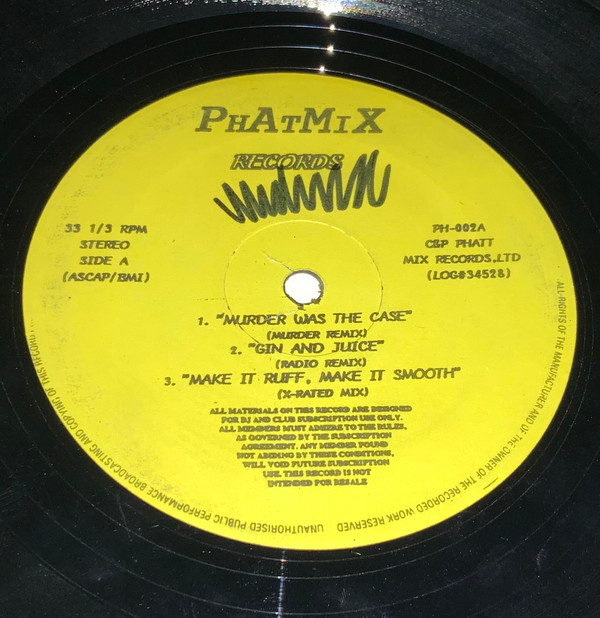 PHATMIX
RECORDS
33 1/3 RPM
STEREO
SIDE A
(ASCAP/BMI)
PH-002A
C&P PHATT
MIX RECORDS,LTD
(LOG#34528)
1. "MURDER WAS THE CASE"
(MURDER REMIX)
2. "GIN AND JUICE"
(RADIO REMIX)
3. "MAKE IT RUFF, MAKE IT SMOOTH"
(X-RATED MIX)
ALL MATERIALS ON THIS RECORD ARE DESIGNED
FOR DJ AND CLUB SUBSCRIPTION USE ONLY.
ALL MEMBERS MUST ADHERE TO THE RULES,
AS GOVERNED BY THE SUBSCRIPTION
AGREEMENT. ANY MEMBER FOUND
NOT ABIDING BY THESE CONDITIONS,
WILL VOID FUTURE SUBSCRIPTION
USE. THIS RECORD IS NOT
INTENDED FOR RESALE
ALL-RIGHTS OF THE MANUFACTURER AND OF THE OWNER OF THE RECORDED WORK RESERVED
UNAUTHORISED PUBLIC PERFORMANCE BROADCASTING AND COPYING OF THIS RECORD